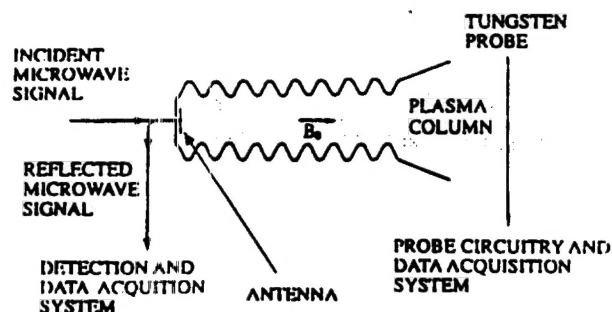 TUNGSTEN
PROBE
INCIDENT
MICROWAVE
SIGNAL
PLASMA
COLUMN
B₀
REFLECTED
MICROWAVE
SIGNAL
DETECTION AND
DATA ACQUTION
SYSTEM
ANTENNA
PROBE CIRCUITRY AND
DATA ACQUISITION
SYSTEM